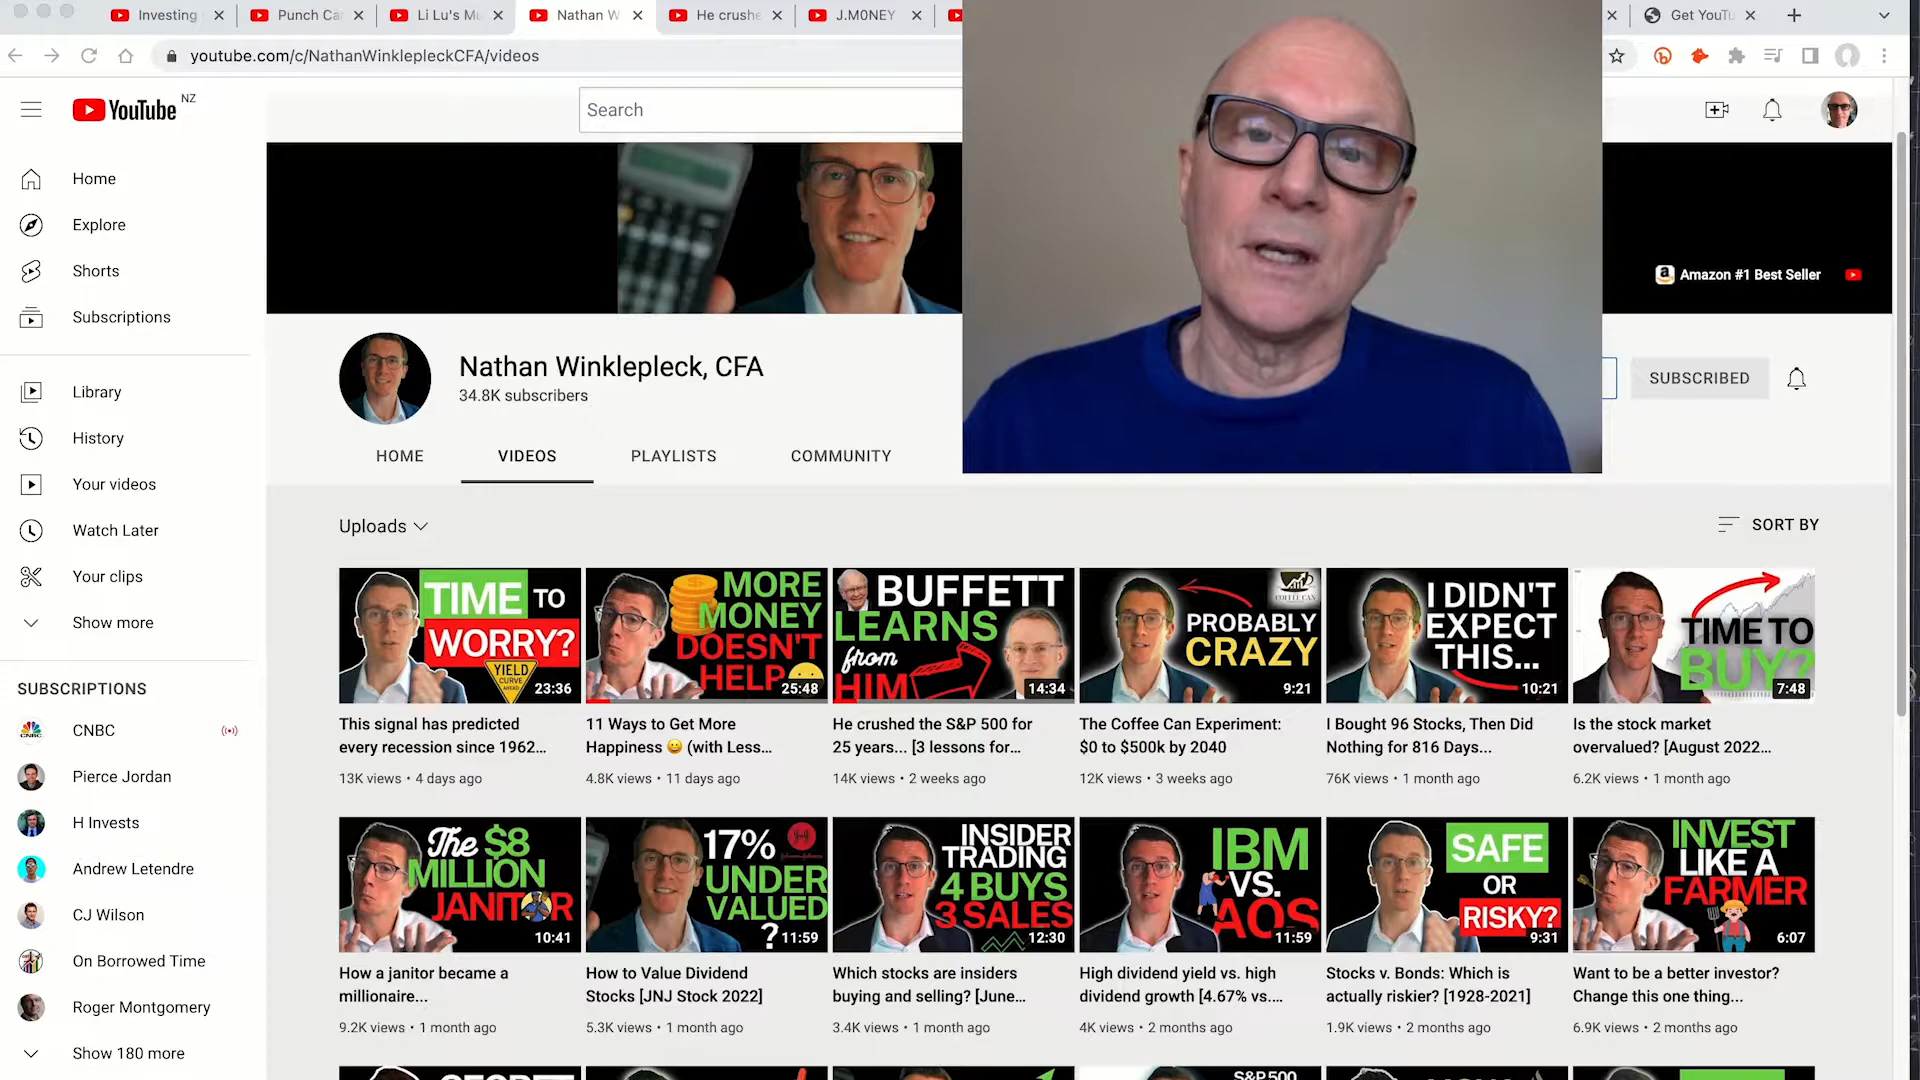 Investing
Punch Ca
Li Lu's Mu
Nathan W
He crushe
J.MONEY
Get YouTu
youtube.com/c/NathanWinklepleckCFA/videos
YouTube NZ
Search
Home
Explore
Shorts
Subscriptions
Library
History
Your videos
Watch Later
Your clips
Show more
SUBSCRIPTIONS
CNBC
Pierce Jordan
H Invests
Andrew Letendre
CJ Wilson
On Borrowed Time
Roger Montgomery
Show 180 more
Amazon #1 Best Seller
Nathan Winklepleck, CFA
34.8K subscribers
SUBSCRIBED
HOME
VIDEOS
PLAYLISTS
COMMUNITY
Uploads
SORT BY
TIME TO
WORRY?
YIELD
CURVE
AHEAD
23:36
This signal has predicted
every recession since 1962...
13K views • 4 days ago
MORE
MONEY
DOESN'T
HELP
25:48
11 Ways to Get More
Happiness 😀 (with Less...
4.8K views • 11 days ago
BUFFETT
LEARNS
from
HIM
14:34
He crushed the S&P 500 for
25 years... [3 lessons for...
14K views • 2 weeks ago
COFFEE CAN
PROBABLY
CRAZY
9:21
The Coffee Can Experiment:
$0 to $500k by 2040
12K views • 3 weeks ago
I DIDN'T
EXPECT
THIS...
10:21
I Bought 96 Stocks, Then Did
Nothing for 816 Days...
76K views • 1 month ago
TIME TO
BUY?
7:48
Is the stock market
overvalued? [August 2022...
6.2K views • 1 month ago
The $8
MILLION
JANITOR
10:41
How a janitor became a
millionaire...
9.2K views • 1 month ago
17%
UNDER
VALUED
?
11:59
How to Value Dividend
Stocks [JNJ Stock 2022]
5.3K views • 1 month ago
INSIDER
TRADING
4 BUYS
3 SALES
12:30
Which stocks are insiders
buying and selling? [June...
3.4K views • 1 month ago
IBM
VS.
AOS
11:59
High dividend yield vs. high
dividend growth [4.67% vs....
4K views • 2 months ago
SAFE
OR
RISKY?
9:31
Stocks v. Bonds: Which is
actually riskier? [1928-2021]
1.9K views • 2 months ago
INVEST
LIKE A
FARMER
6:07
Want to be a better investor?
Change this one thing...
6.9K views • 2 months ago
S&P 500